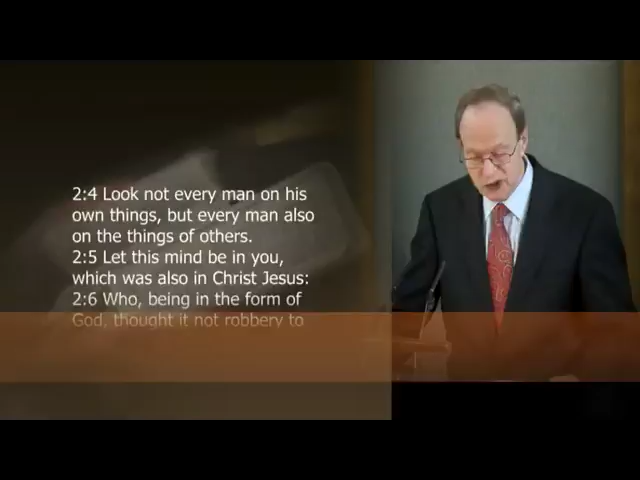 2:4 Look not every man on his
own things, but every man also
on the things of others.
2:5 Let this mind be in you,
which was also in Christ Jesus:
2:6 Who, being in the form of
God, thought it not robbery to